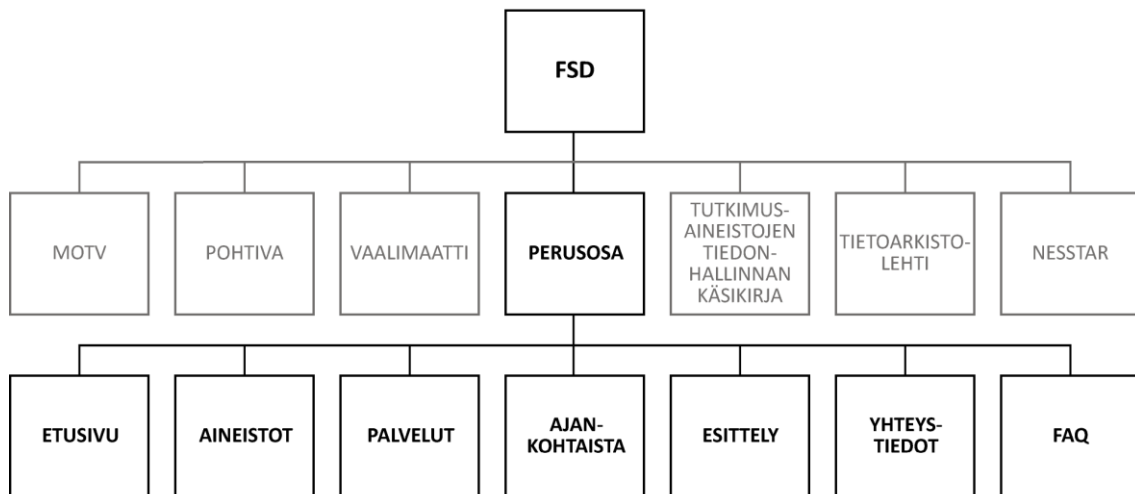 FSD
MOTV
POHTIVA
VAALIMAATTI
PERUSOSA
TUTKIMUS-
AINEISTOJEN
TIEDON-
HALLINNAN
KÄSIKIRJA
TIETOARKISTO-
LEHTI
NESSTAR
ETUSIVU
AINEISTOT
PALVELUT
AJAN-
KOHTAISTA
ESITTELY
YHTEYS-
TIEDOT
FAQ